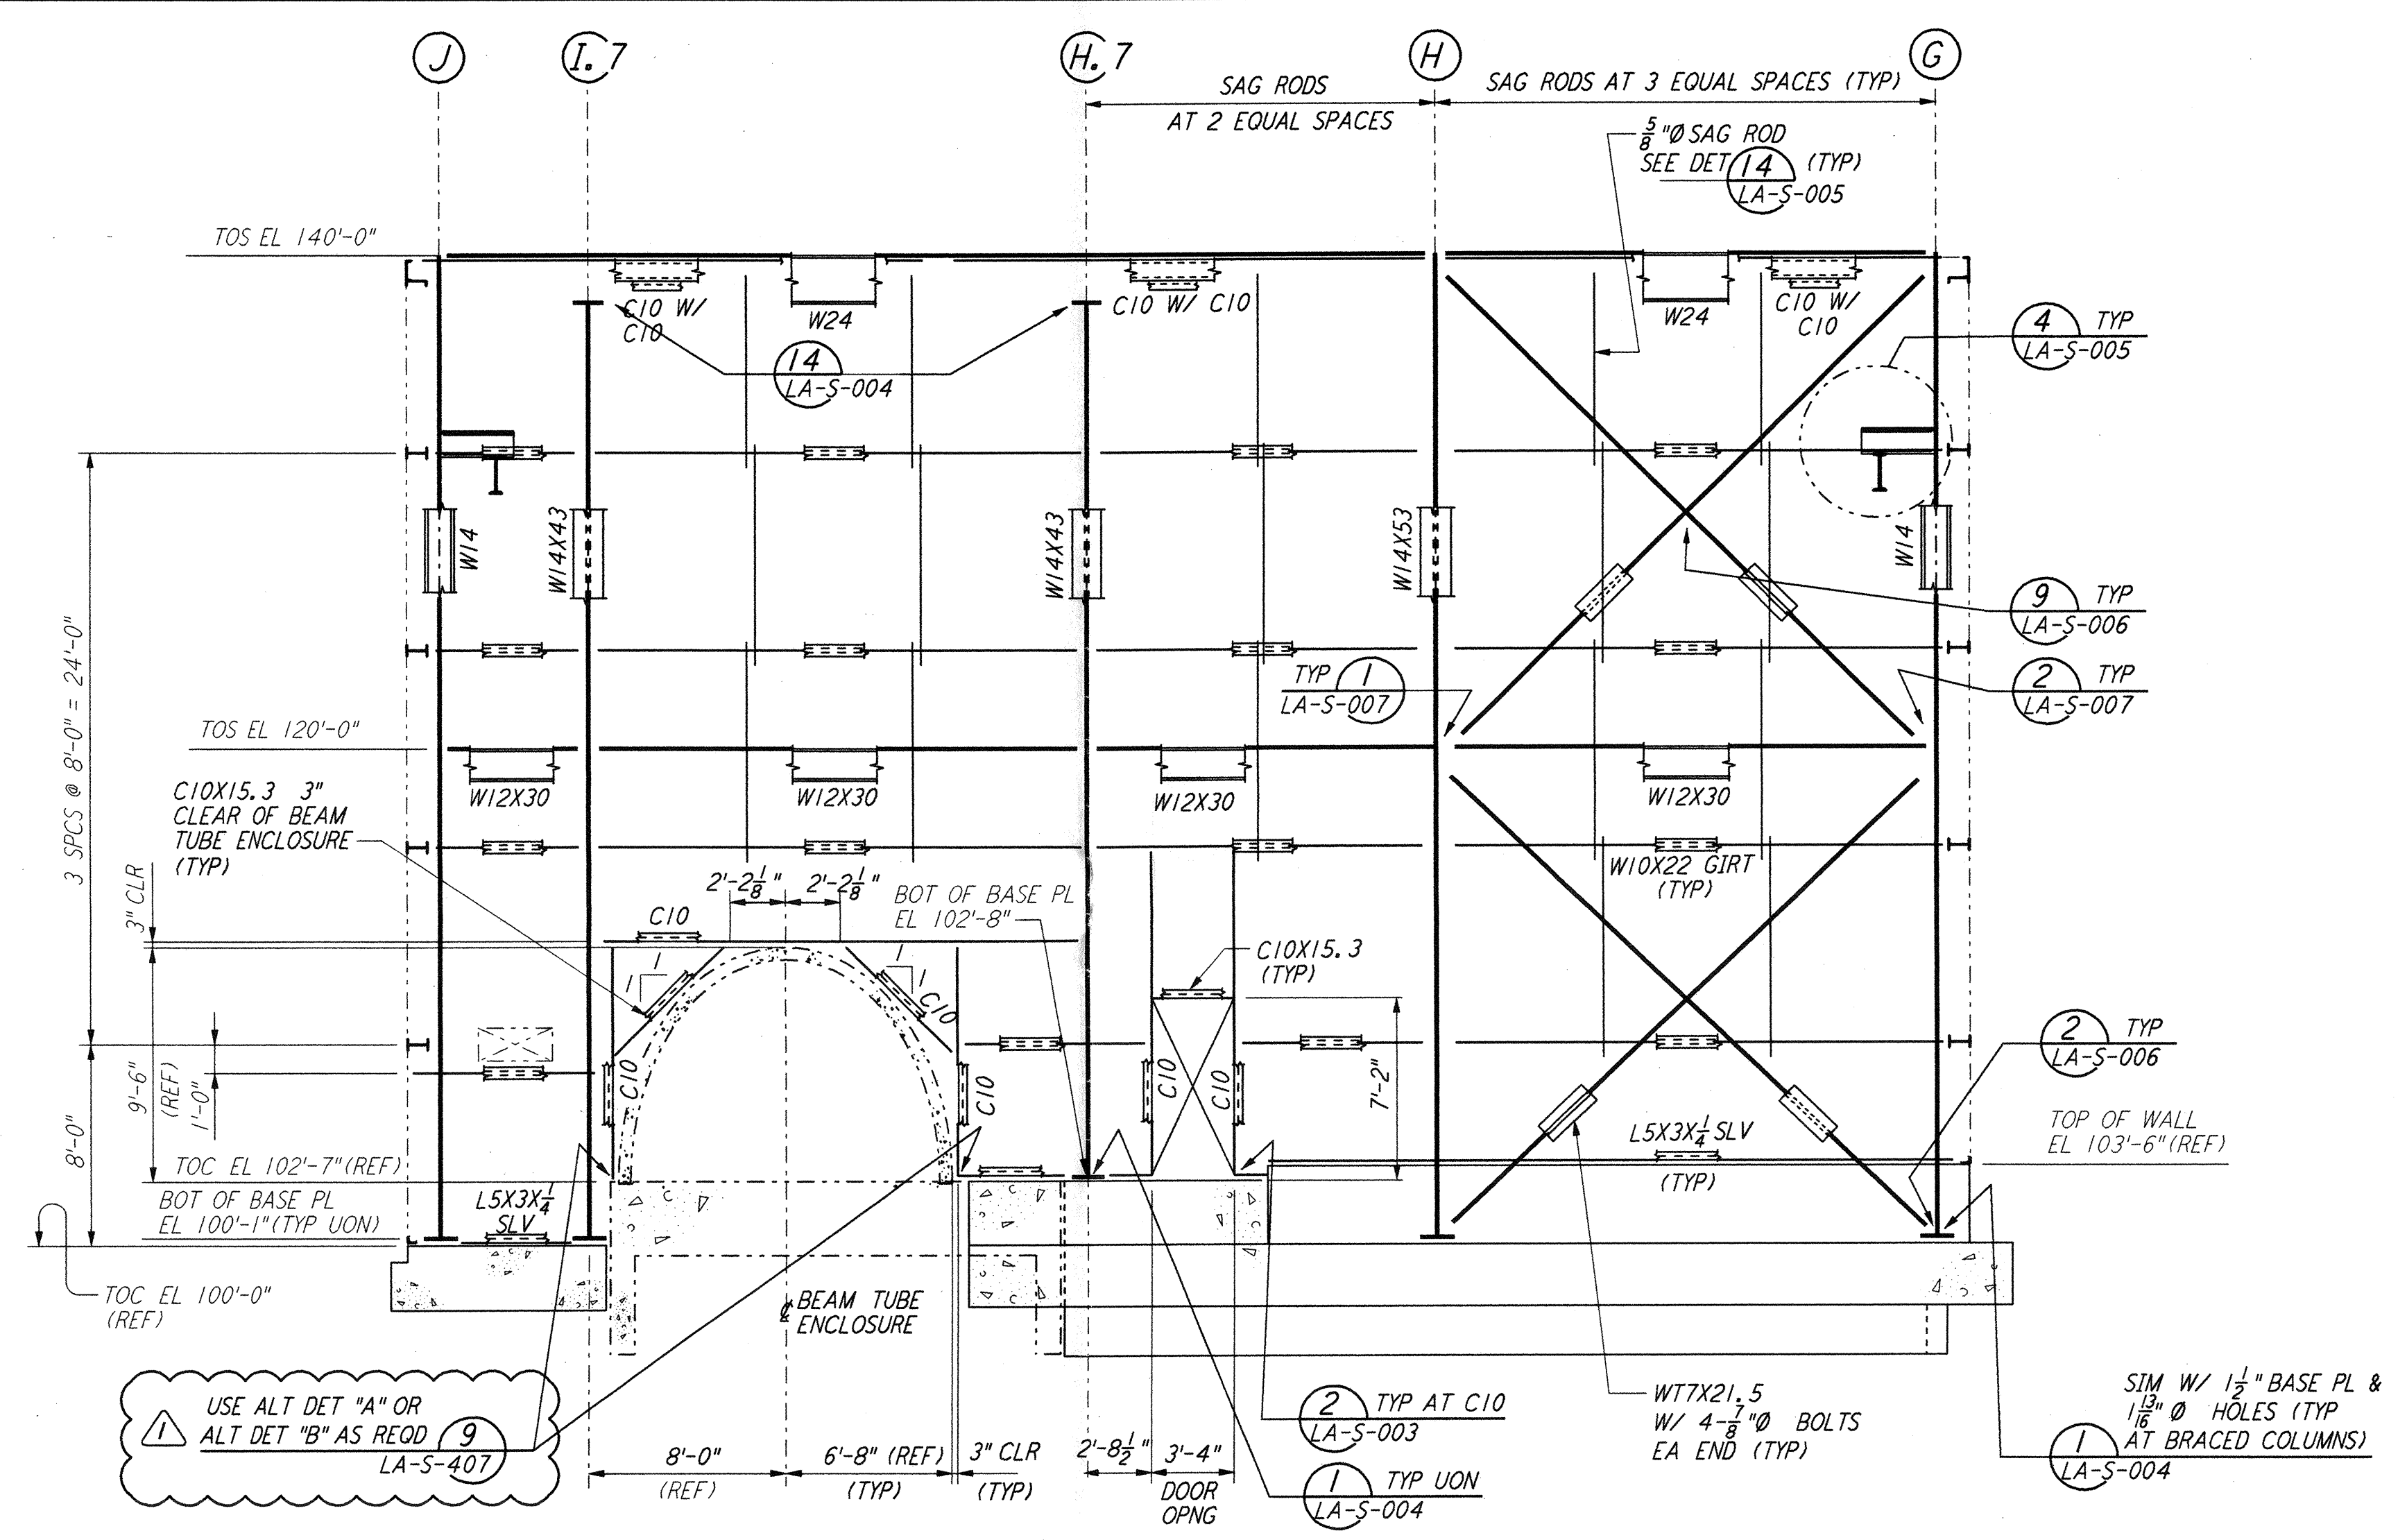 J
I.7
H.7
H
G
SAG RODS
AT 2 EQUAL SPACES
SAG RODS AT 3 EQUAL SPACES (TYP)
5/8"Ø SAG ROD
SEE DET 14 (TYP)
LA-S-005
TOS EL 140'-0"
C10 W/
C10
W24
C10 W/ C10
W24
C10 W/
C10
14
LA-S-004
4 TYP
LA-S-005
W14
W14X43
W14X43
W14X53
W14
9 TYP
LA-S-006
TYP 1
LA-S-007
2 TYP
LA-S-007
3 SPCS @ 8'-0" = 24'-0"
TOS EL 120'-0"
W12X30
W12X30
W12X30
W12X30
C10X15.3 3"
CLEAR OF BEAM
TUBE ENCLOSURE
(TYP)
W10X22 GIRT
(TYP)
3" CLR
2'-2 1/8"
2'-2 1/8"
BOT OF BASE PL
EL 102'-8"
C10
1
1
1
1
C10
C10X15.3
(TYP)
9'-6"
(REF)
1'-0"
8'-0"
C10
C10
C10
C10
7'-2"
2 TYP
LA-S-006
TOP OF WALL
EL 103'-6"(REF)
L5X3X1/4 SLV
(TYP)
TOC EL 102'-7"(REF)
BOT OF BASE PL
EL 100'-1"(TYP UON)
L5X3X1/4
SLV
TOC EL 100'-0"
(REF)
℄ BEAM TUBE
ENCLOSURE
1
USE ALT DET "A" OR
ALT DET "B" AS REQD 9
LA-S-407
8'-0"
(REF)
6'-8" (REF)
(TYP)
3" CLR
(TYP)
2'-8 1/2"
3'-4"
DOOR
OPNG
2 TYP AT C10
LA-S-003
1 TYP UON
LA-S-004
WT7X21.5
W/ 4-7/8"Ø BOLTS
EA END (TYP)
SIM W/ 1 1/2" BASE PL &
1 13/16" Ø HOLES (TYP
AT BRACED COLUMNS)
1
LA-S-004